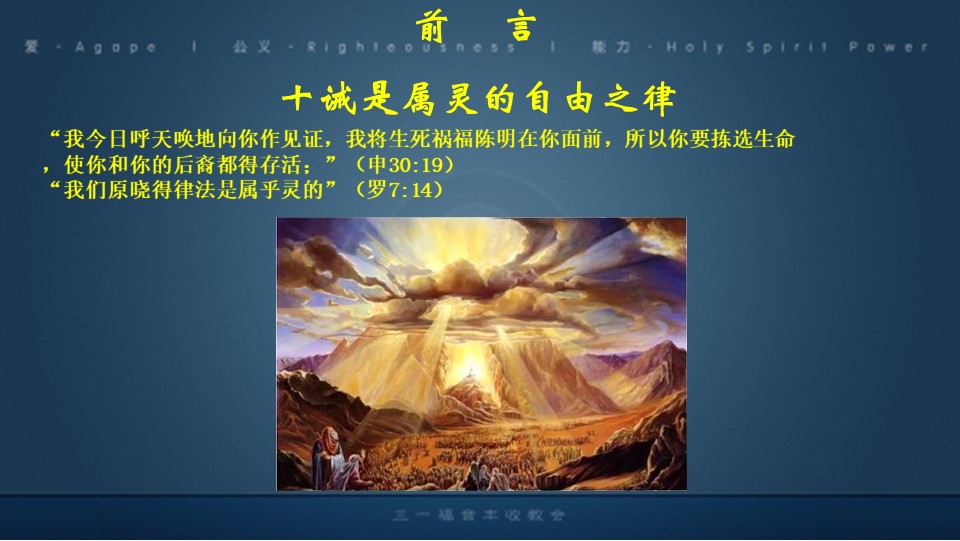 前 言
爱 · Agape | 公义 · Righteousness | 能力 · Holy Spirit Power
十诫是属灵的自由之律
“我今日呼天唤地向你作见证，我将生死祸福陈明在你面前，所以你要拣选生命
，使你和你的后裔都得存活；”（申30:19）
“我们原晓得律法是属乎灵的”（罗7:14）
三一福音丰收教会